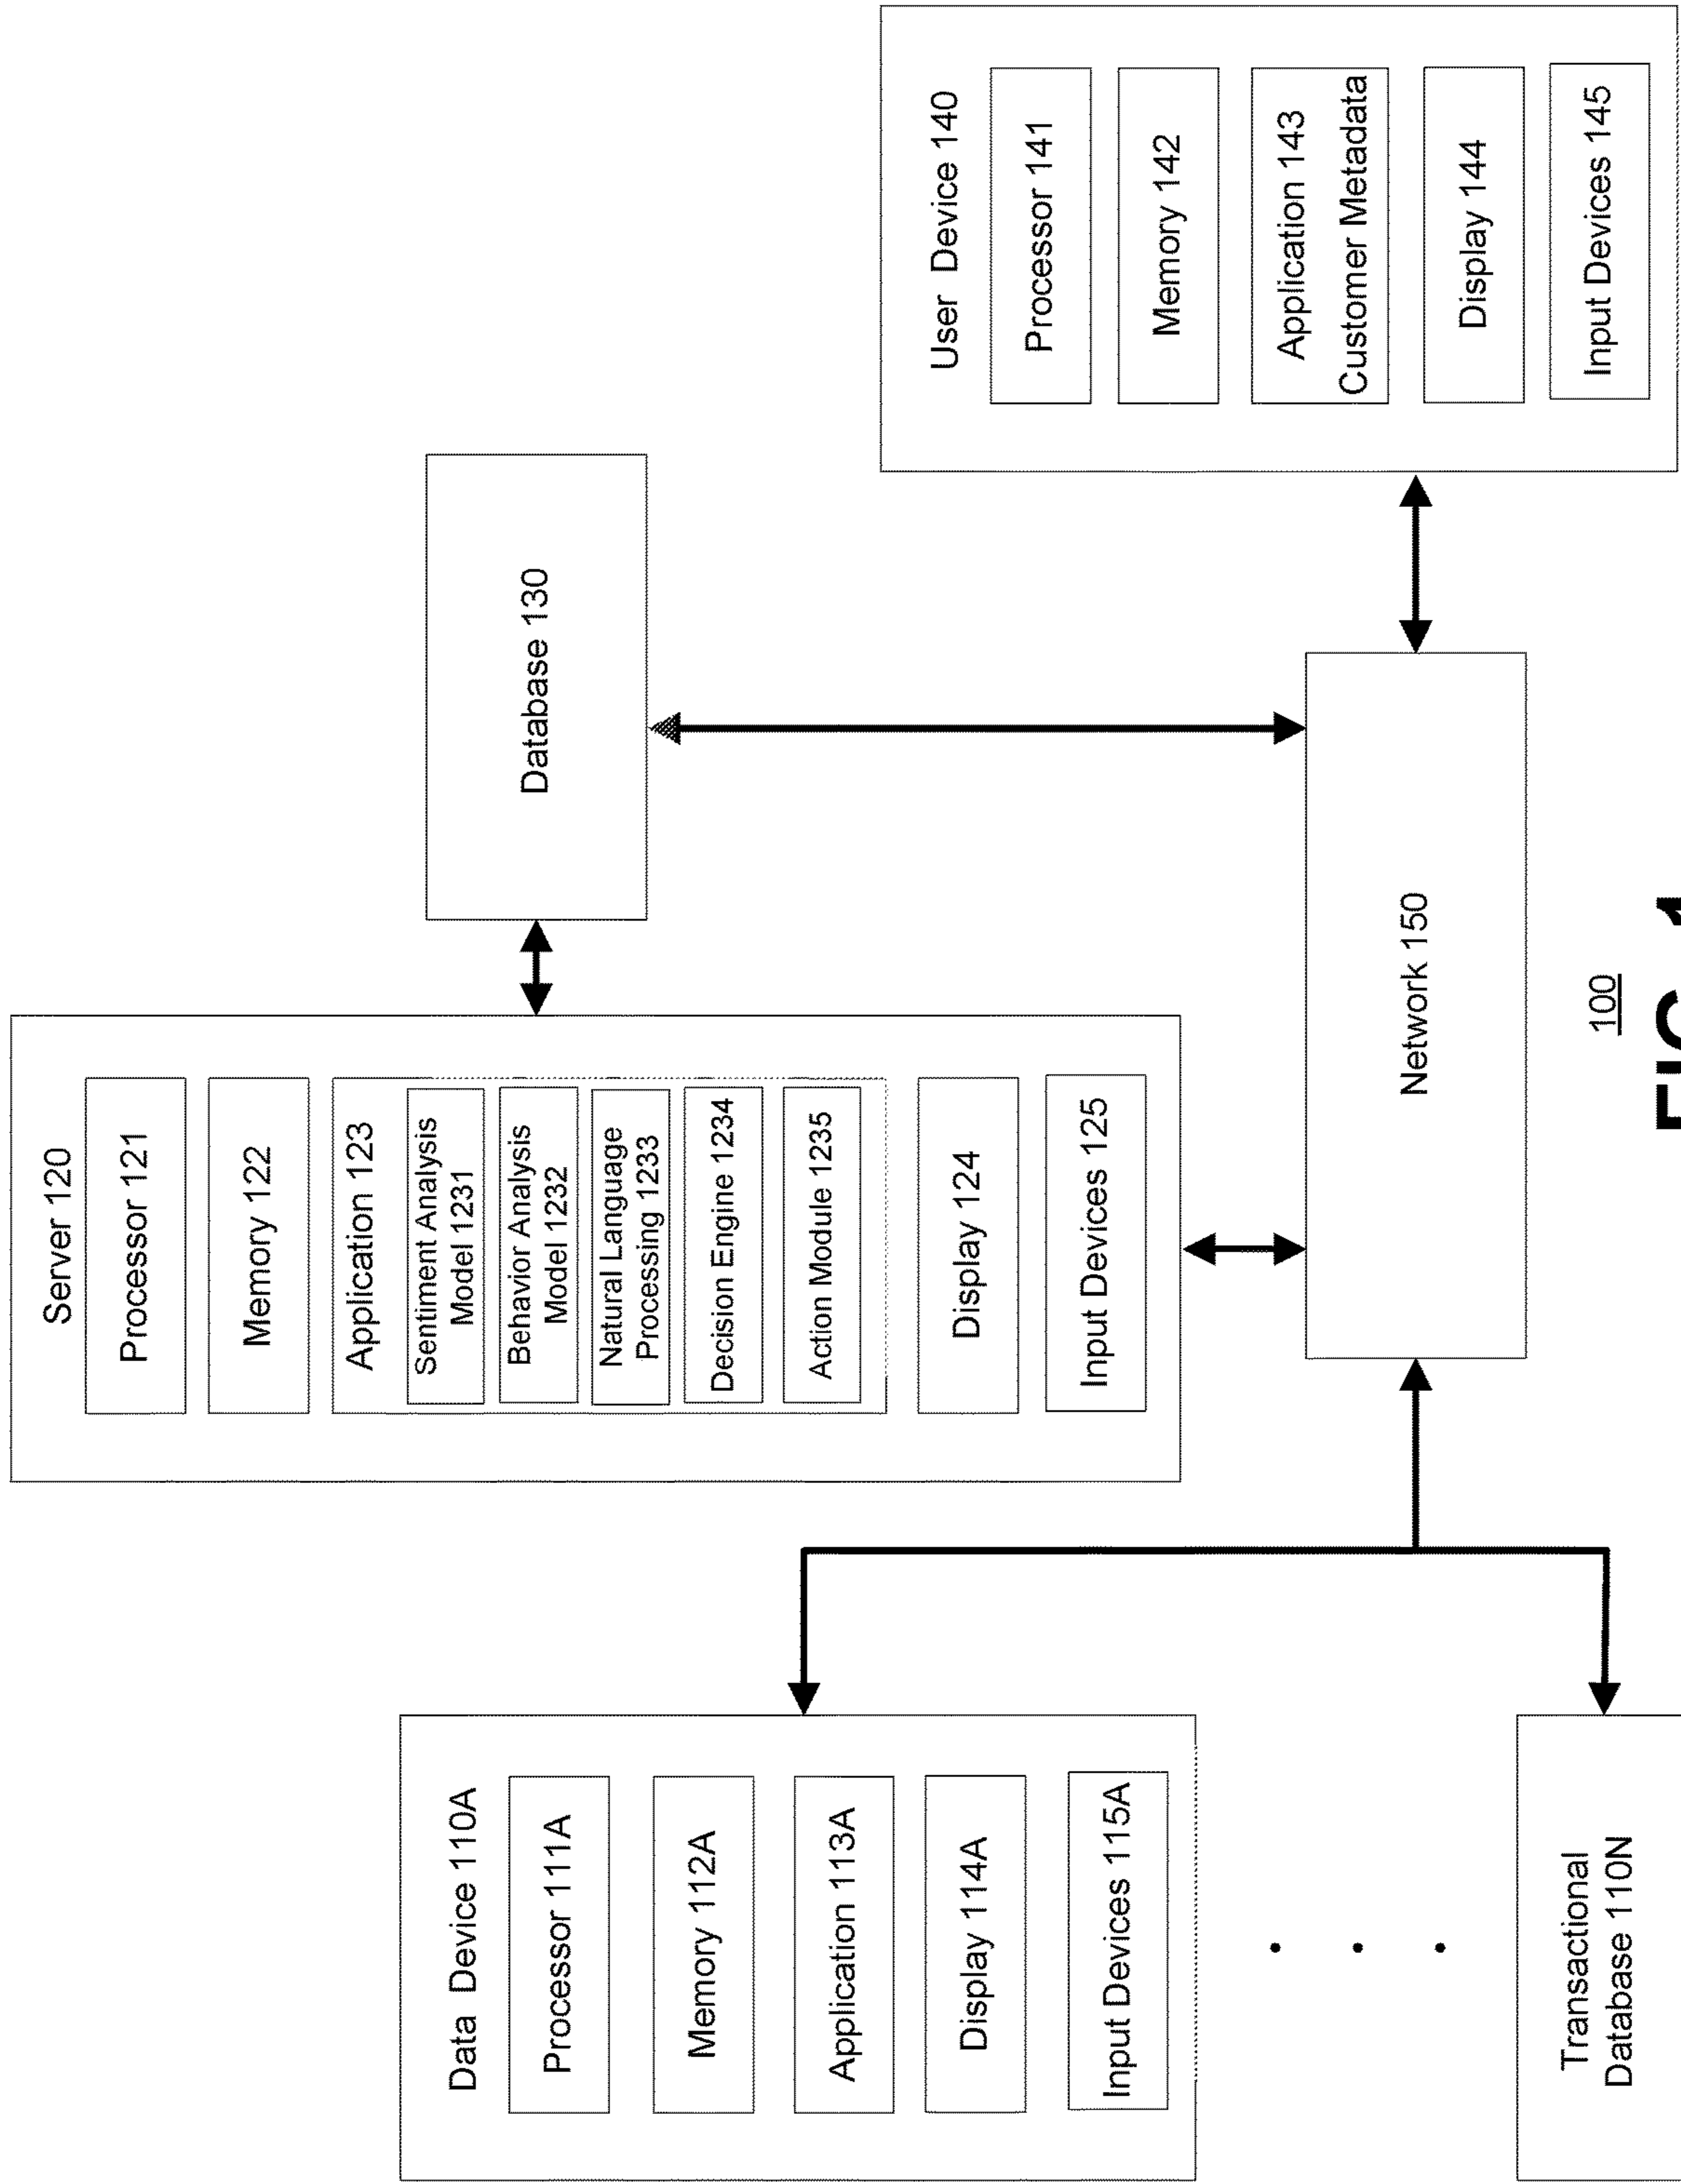 Data Device 110A
Processor 111A
Memory 112A
Application 113A
Display 114A
Input Devices 115A
Transactional
Database 110N
Server 120
Processor 121
Memory 122
Application 123
Sentiment Analysis
Model 1231
Behavior Analysis
Model 1232
Natural Language
Processing 1233
Decision Engine 1234
Action Module 1235
Display 124
Input Devices 125
Database 130
Network 150
User Device 140
Processor 141
Memory 142
Application 143
Customer Metadata
Display 144
Input Devices 145
100